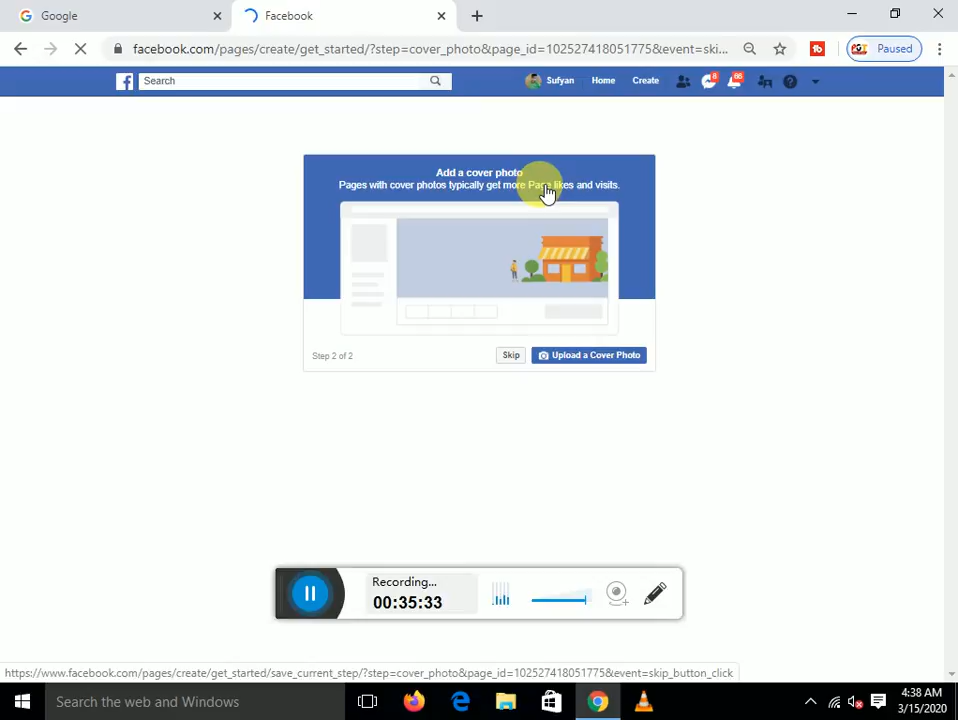 Google
Facebook
facebook.com/pages/create/get_started/?step=cover_photo&page_id=102527418051775&event=ski...
Paused
Search
Sufyan
Home
Create
8
66
Add a cover photo
Pages with cover photos typically get more Page likes and visits.
Step 2 of 2
Skip
Upload a Cover Photo
Recording...
00:35:33
https://www.facebook.com/pages/create/get_started/save_current_step/?step=cover_photo&page_id=102527418051775&event=skip_button_click
Search the web and Windows
4:38 AM
3/15/2020